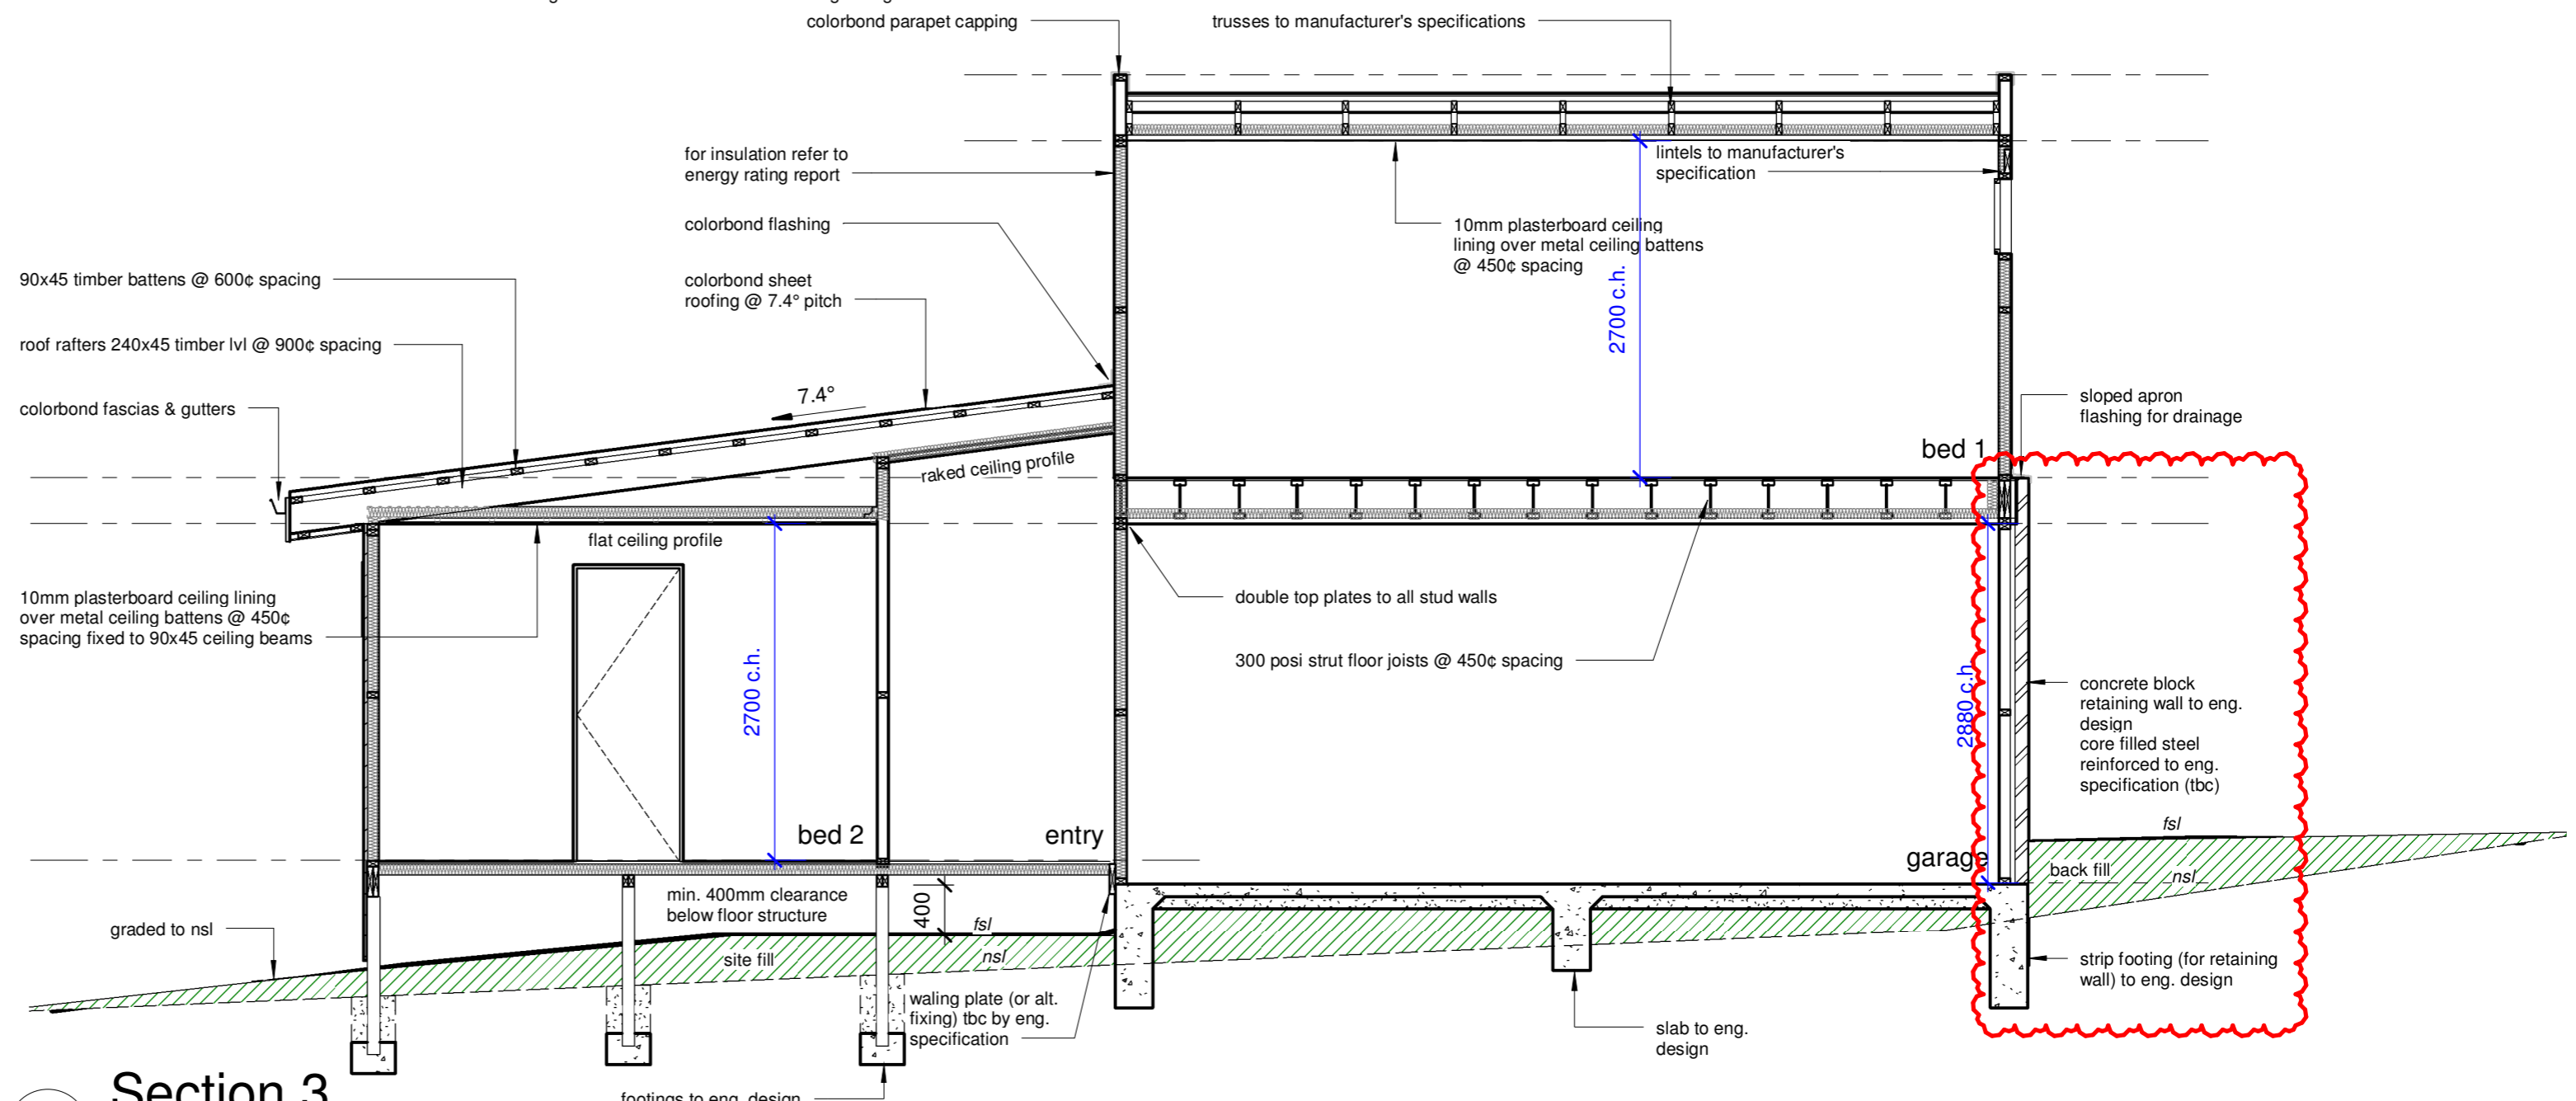 colorbond parapet capping
trusses to manufacturer's specifications
for insulation refer to
energy rating report
lintels to manufacturer's
specification
colorbond flashing
10mm plasterboard ceiling
lining over metal ceiling battens
@ 450¢ spacing
2700 c.h.
90x45 timber battens @ 600¢ spacing
colorbond sheet
roofing @ 7.4° pitch
roof rafters 240x45 timber lvl @ 900¢ spacing
7.4°
colorbond fascias & gutters
sloped apron
flashing for drainage
bed 1
raked ceiling profile
flat ceiling profile
10mm plasterboard ceiling lining
over metal ceiling battens @ 450¢
spacing fixed to 90x45 ceiling beams
double top plates to all stud walls
300 posi strut floor joists @ 450¢ spacing
2700 c.h.
2880 c.h.
concrete block
retaining wall to eng.
design
core filled steel
reinforced to eng.
specification (tbc)
bed 2
entry
garage
fsl
back fill
nsl
min. 400mm clearance
below floor structure
400
fsl
graded to nsl
site fill
nsl
strip footing (for retaining
wall) to eng. design
waling plate (or alt.
fixing) tbc by eng.
specification
slab to eng.
design
Section 3
footings to eng. design